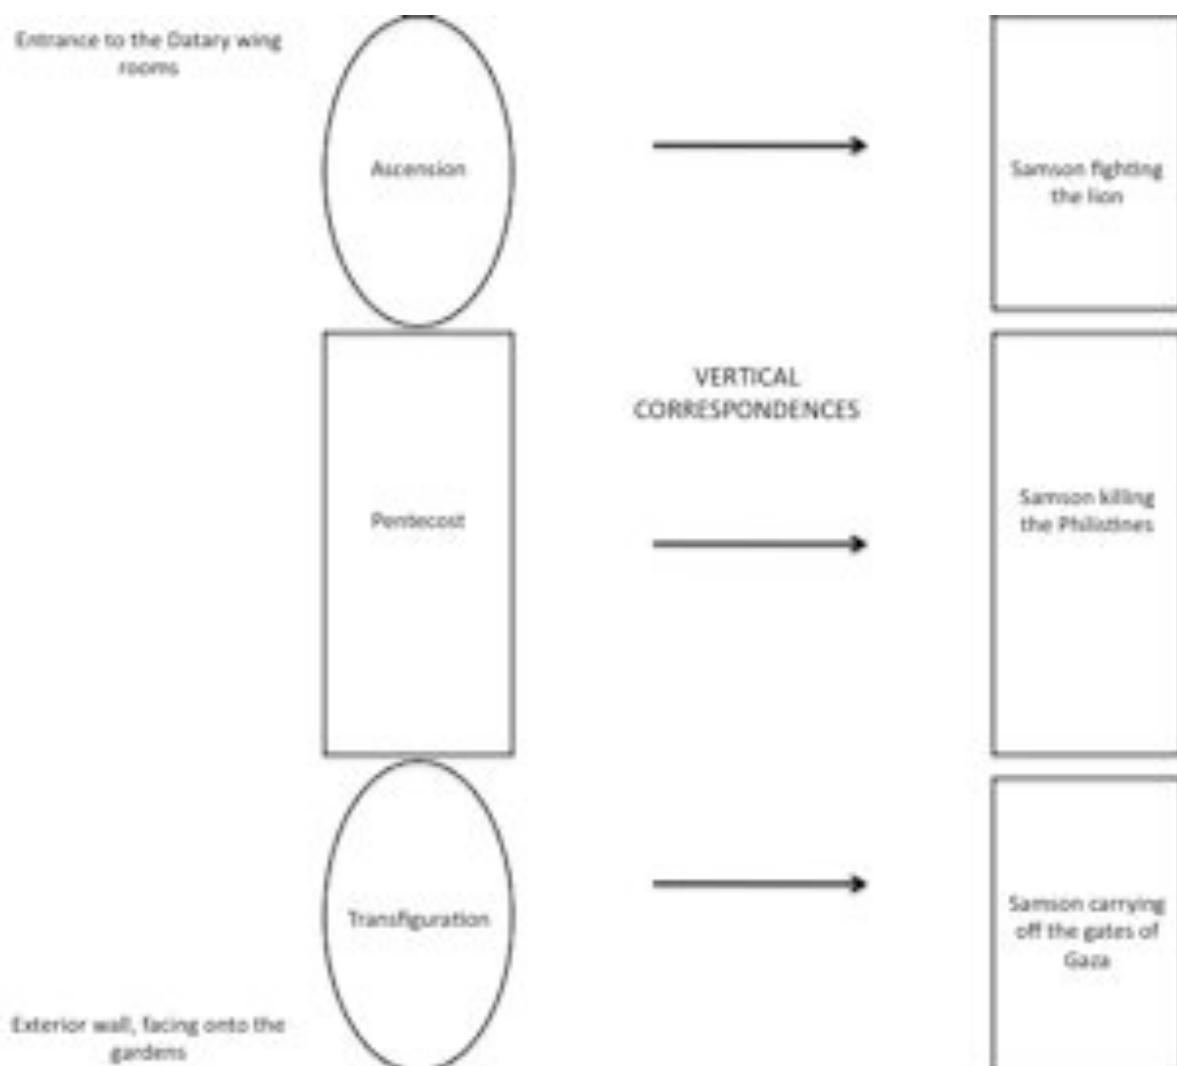 Entrance to the Datary wing
rooms
Ascension
Samson fighting
the lion
VERTICAL
CORRESPONDENCES
Pentecost
Samson killing
the Philistines
Transfiguration
Samson carrying
off the gates of
Gaza
Exterior wall, facing onto the
gardens